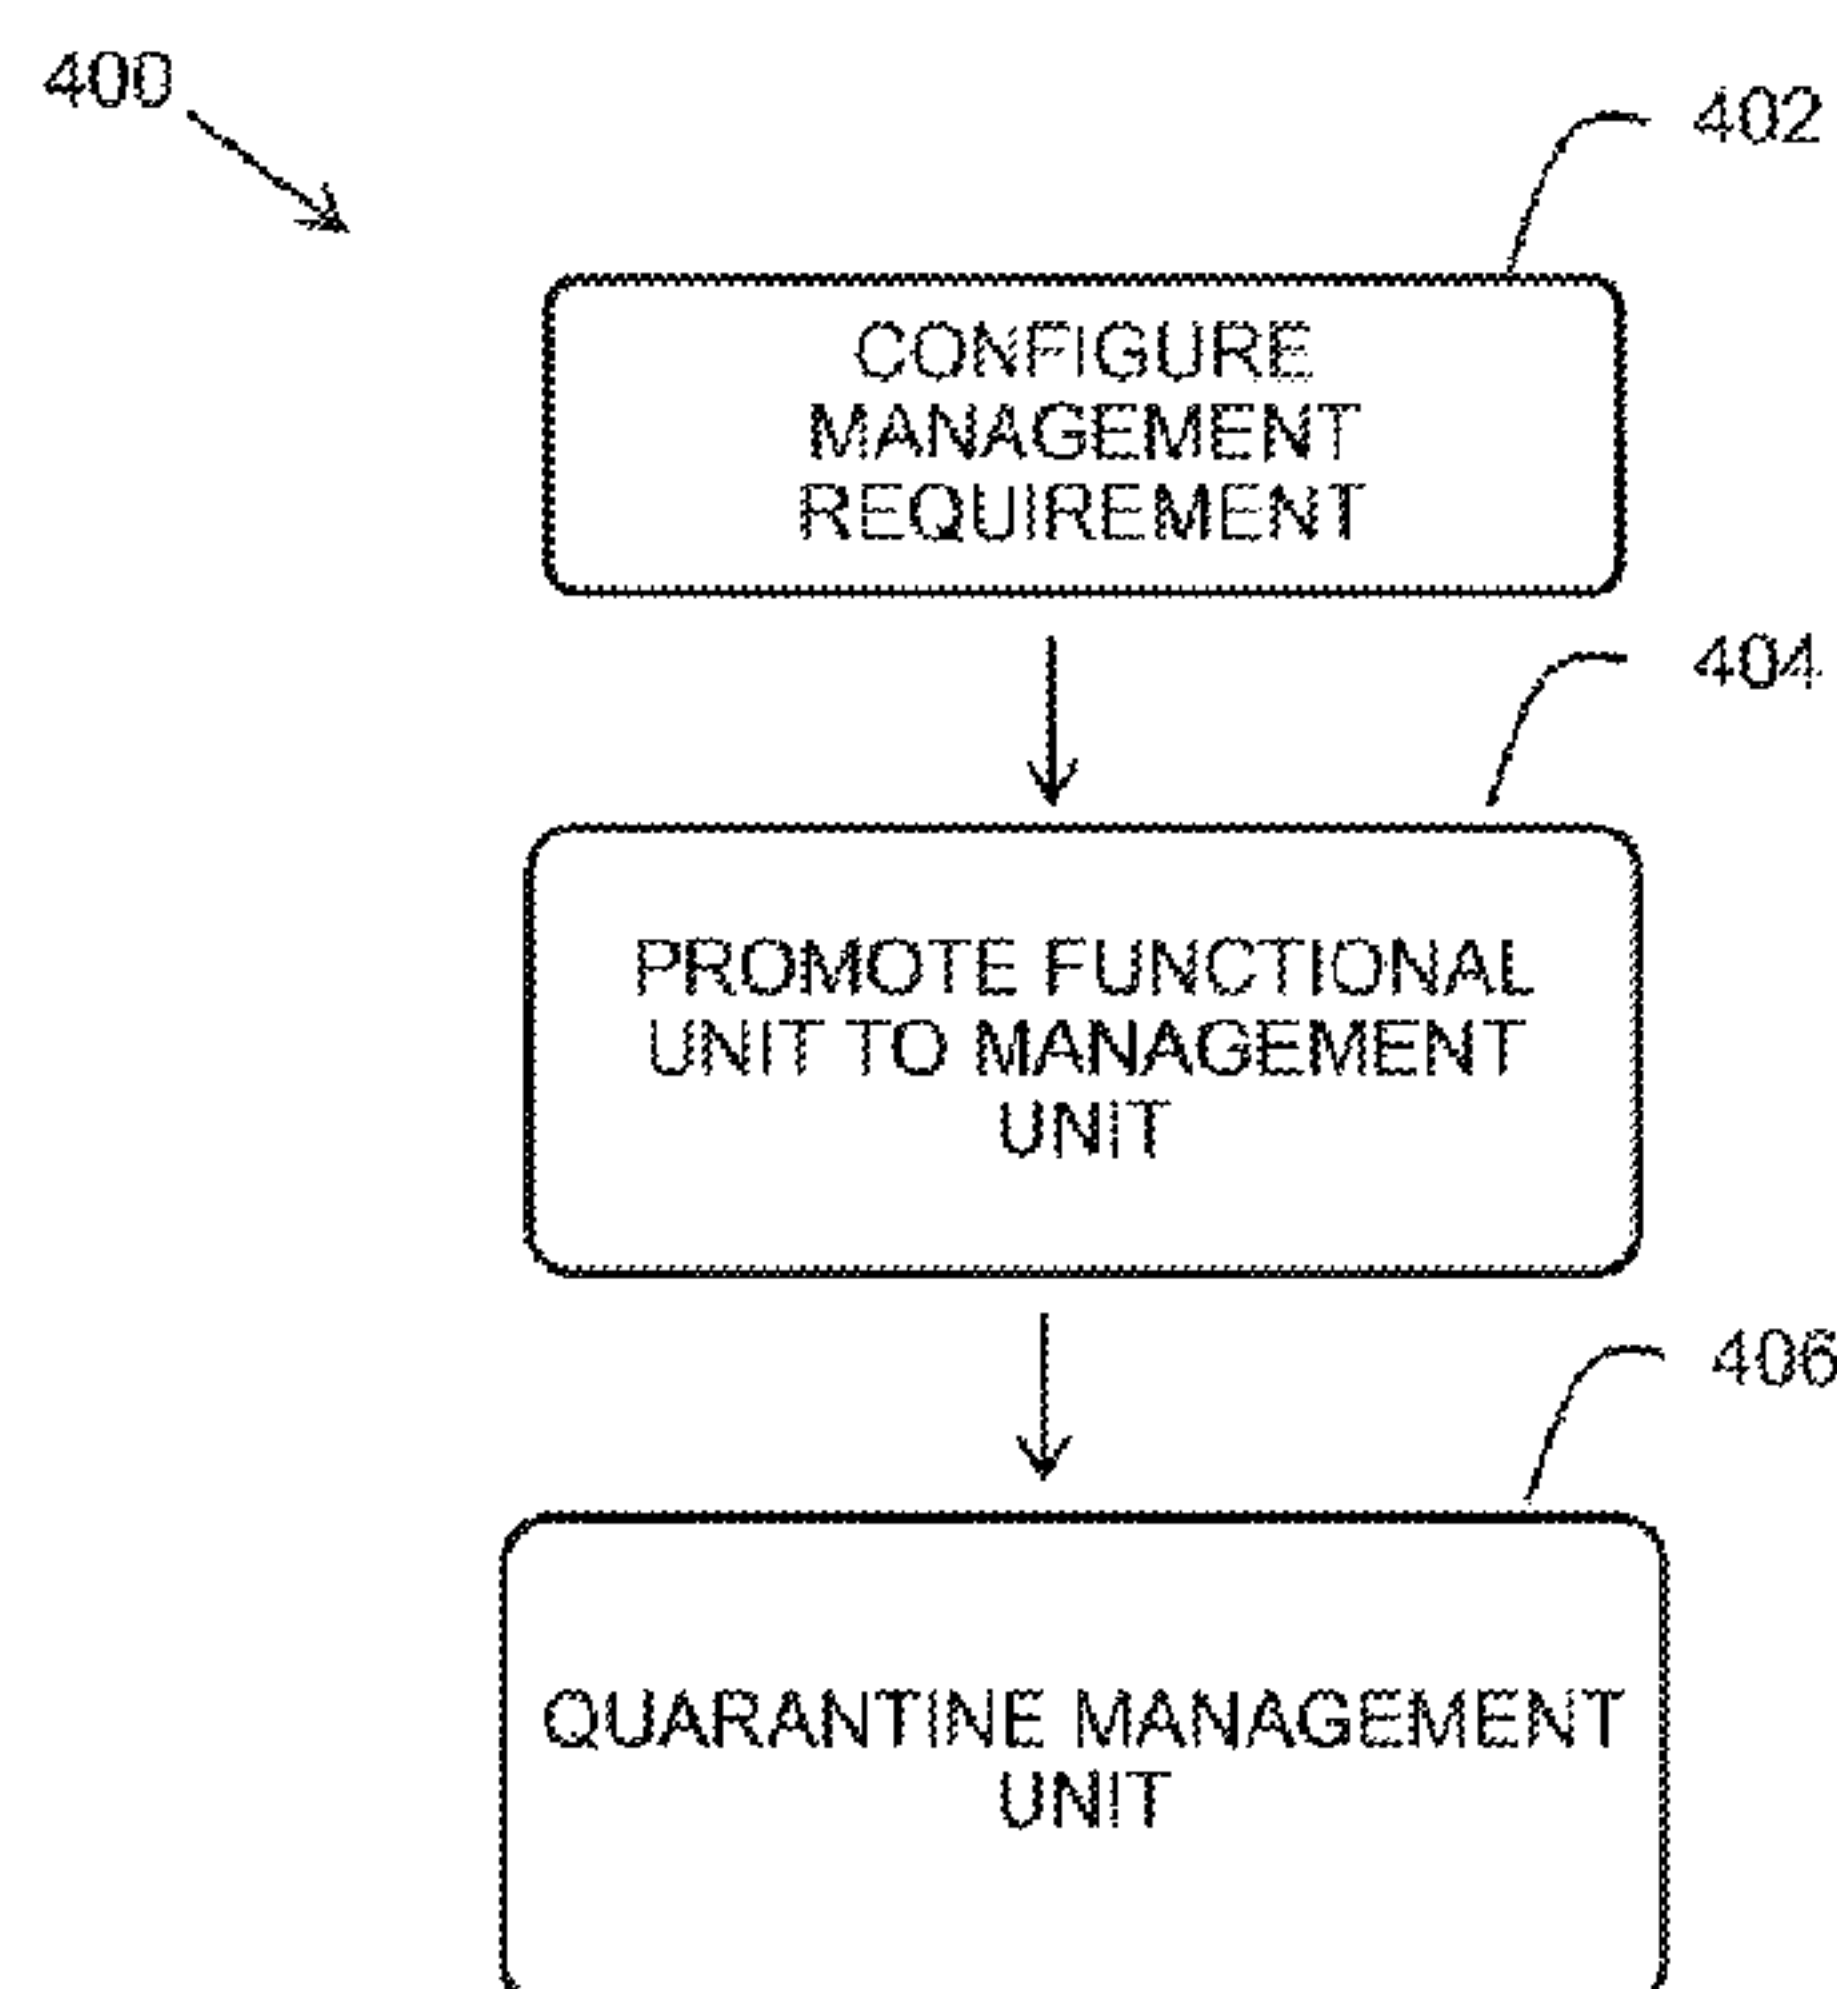 400
402
CONFIGURE
MANAGEMENT
REQUIREMENT
404
PROMOTE FUNCTIONAL
UNIT TO MANAGEMENT
UNIT
406
QUARANTINE MANAGEMENT
UNIT